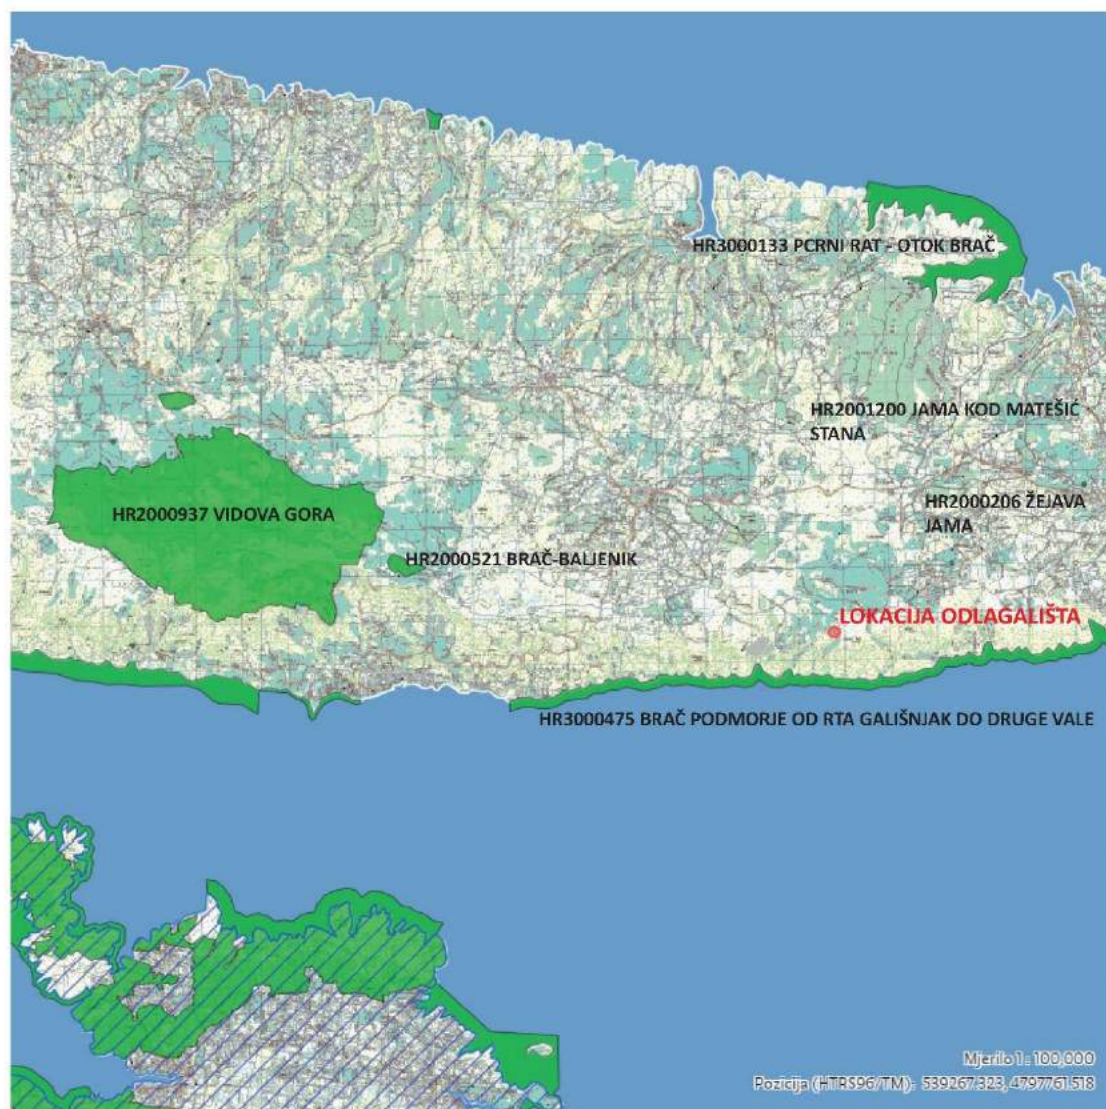 HR3000133 PCRNI RAT - OTOK BRAČ
HR2001200 JAMA KOD MATEŠIĆ
STANA
HR2000937 VIDOVA GORA
HR2000206 ŽEJAVA
JAMA
HR2000521 BRAČ-BALJENIK
LOKACIJA ODLAGALIŠTA
HR3000475 BRAČ PODMORJE OD RTA GALIŠNJAK DO DRUGE VALE
Mjerilo 1 : 100,000
Pozicija (HTRS96/TM): 539267.323, 4797761.518